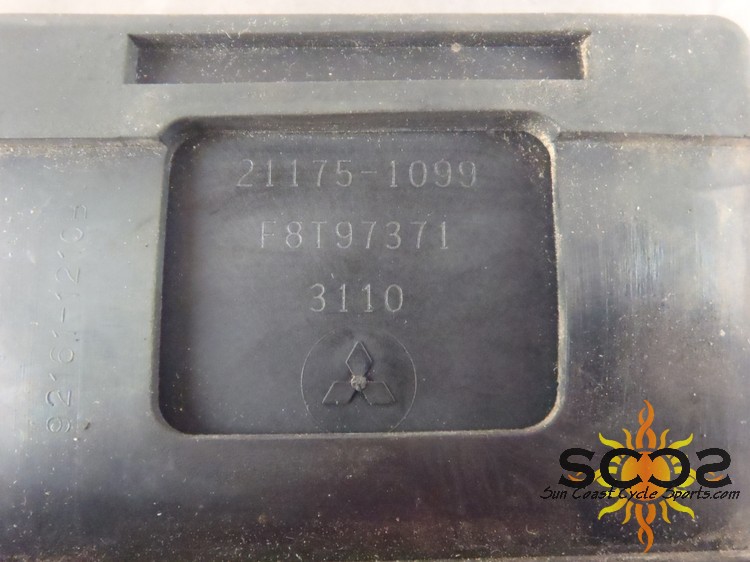 21175-1099
F8T97371
3110
SCCS
Sun Coast Cycle Sports.com